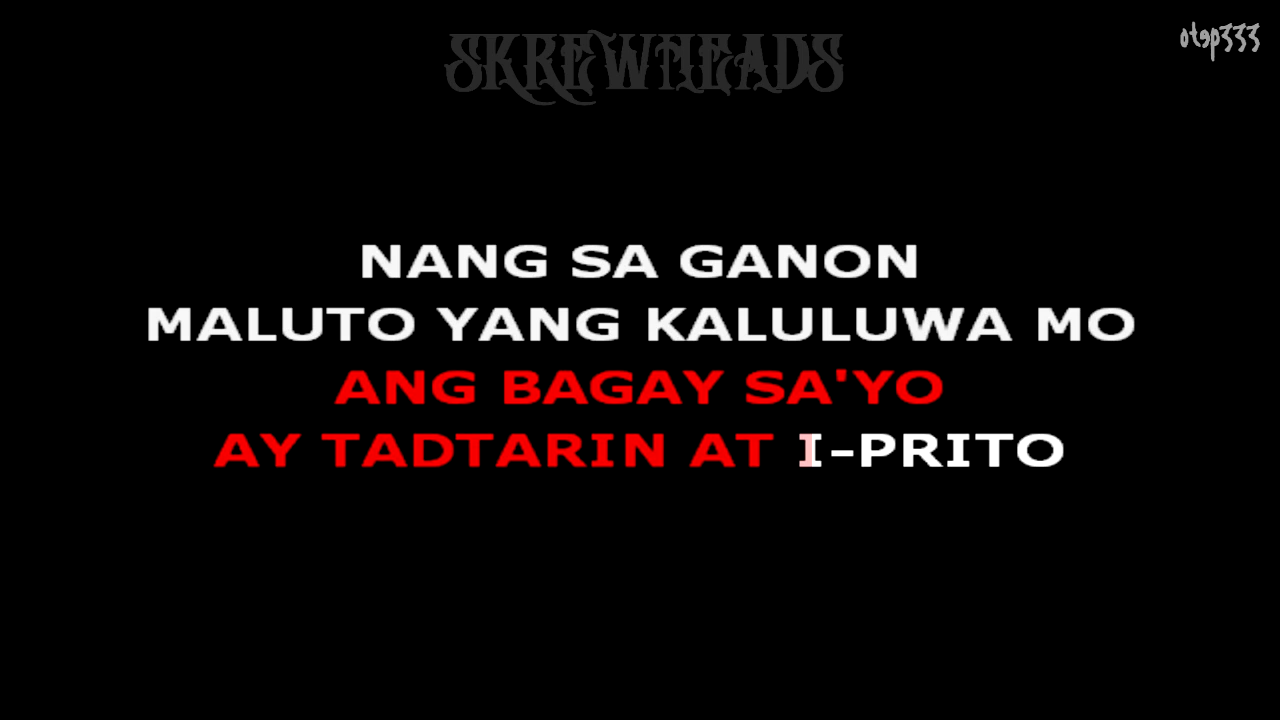 SKREWHEADS
otep333
NANG SA GANON
MALUTO YANG KALULUWA MO
ANG BAGAY SA'YO
AY TADTARIN AT I-PRITO